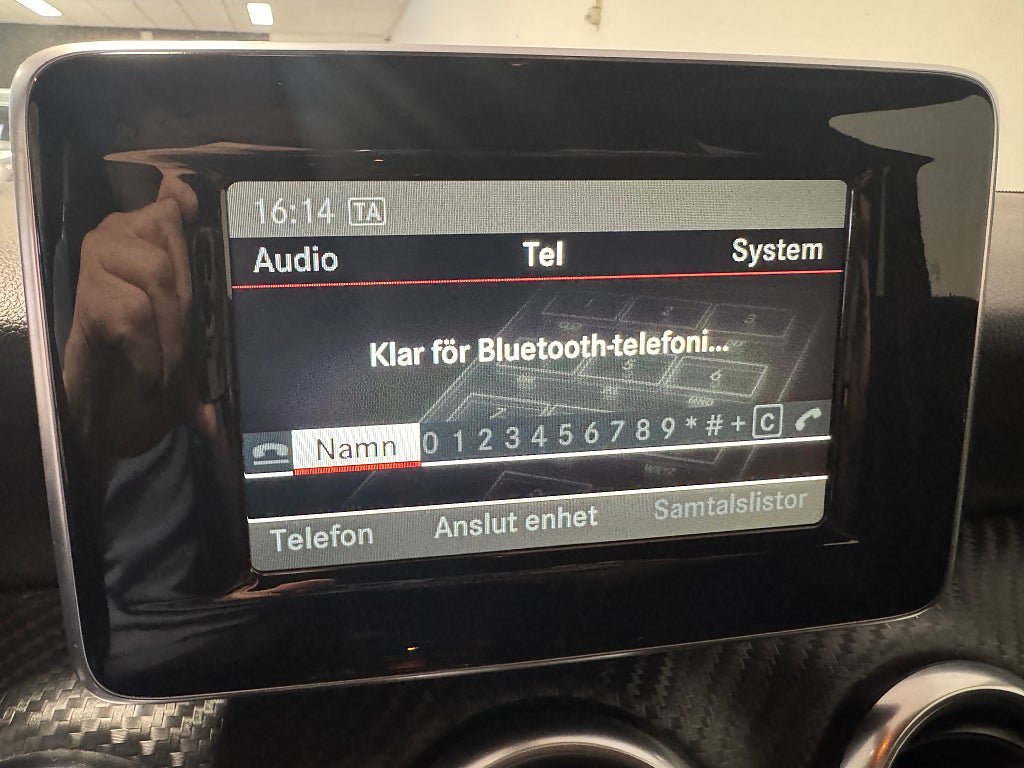 16:14 TA
Audio Tel System
Klar för Bluetooth-telefoni...
Namn 0 1 2 3 4 5 6 7 8 9 * # + C
Telefon Anslut enhet Samtalslistor